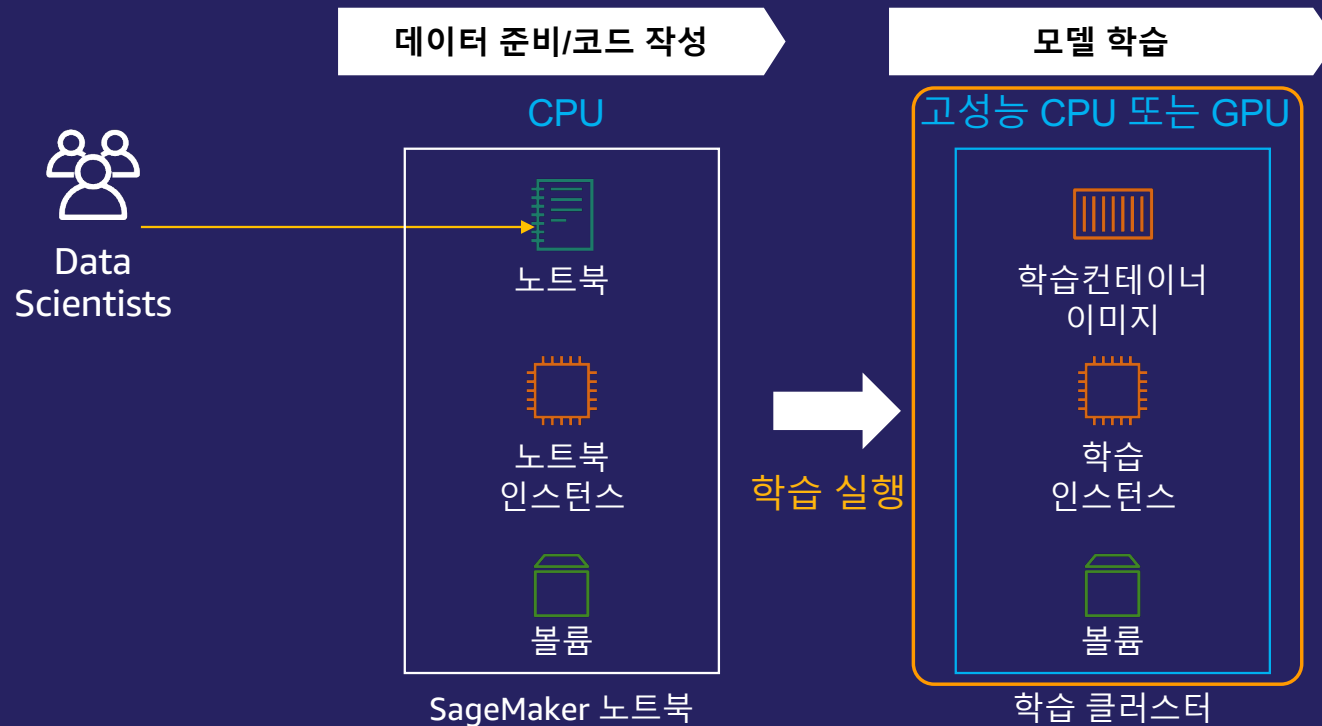 데이터 준비/코드 작성
모델 학습
CPU
고성능 CPU 또는 GPU
Data
Scientists
노트북
노트북
인스턴스
볼륨
SageMaker 노트북
학습 실행
학습컨테이너
이미지
학습
인스턴스
볼륨
학습 클러스터